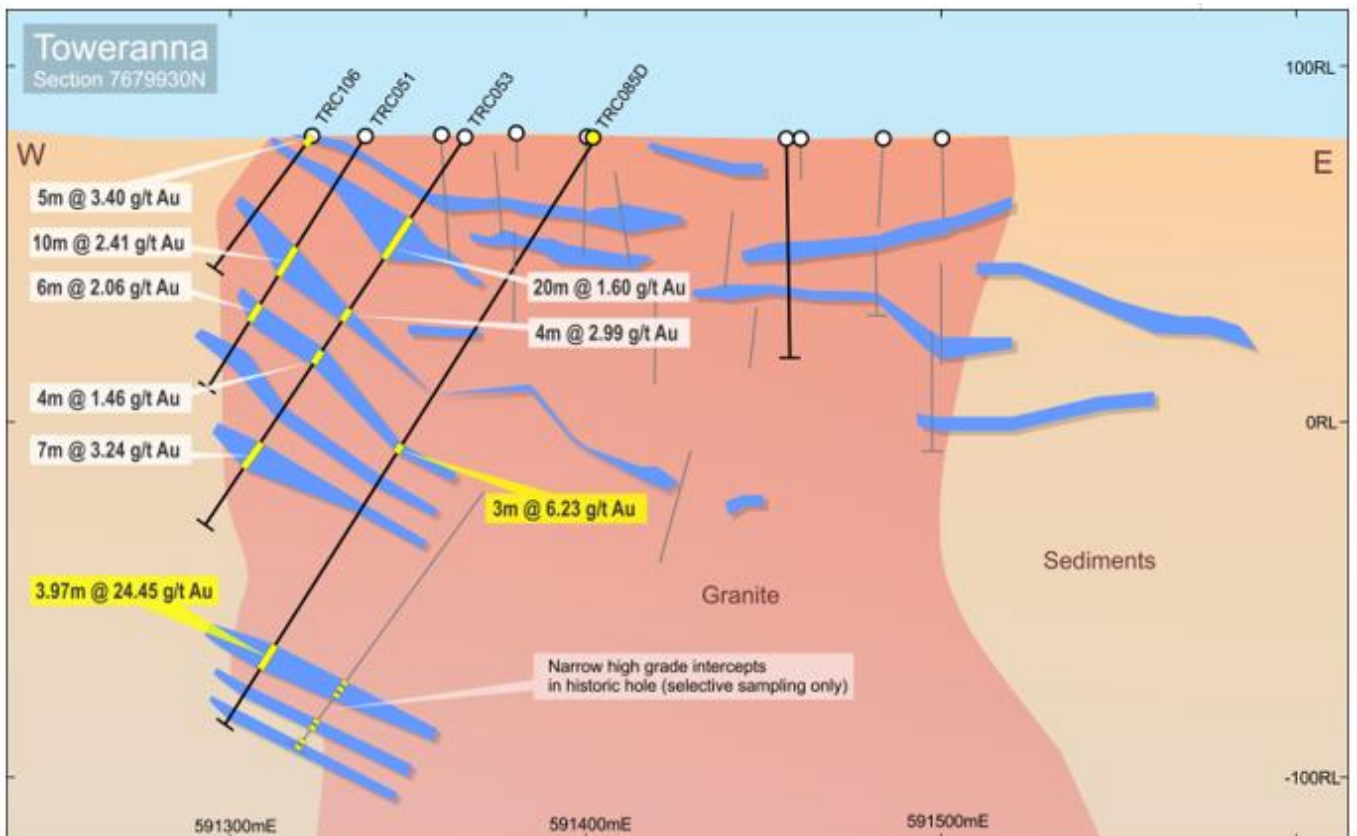 Toweranna
Section 7679930N
TRC106
TRC051
TRC053
TRC085D
100RL
W
E
5m @ 3.40 g/t Au
10m @ 2.41 g/t Au
6m @ 2.06 g/t Au
20m @ 1.60 g/t Au
4m @ 2.99 g/t Au
4m @ 1.46 g/t Au
0RL
7m @ 3.24 g/t Au
3m @ 6.23 g/t Au
Sediments
3.97m @ 24.45 g/t Au
Granite
Narrow high grade intercepts
in historic hole (selective sampling only)
-100RL
591300mE
591400mE
591500mE